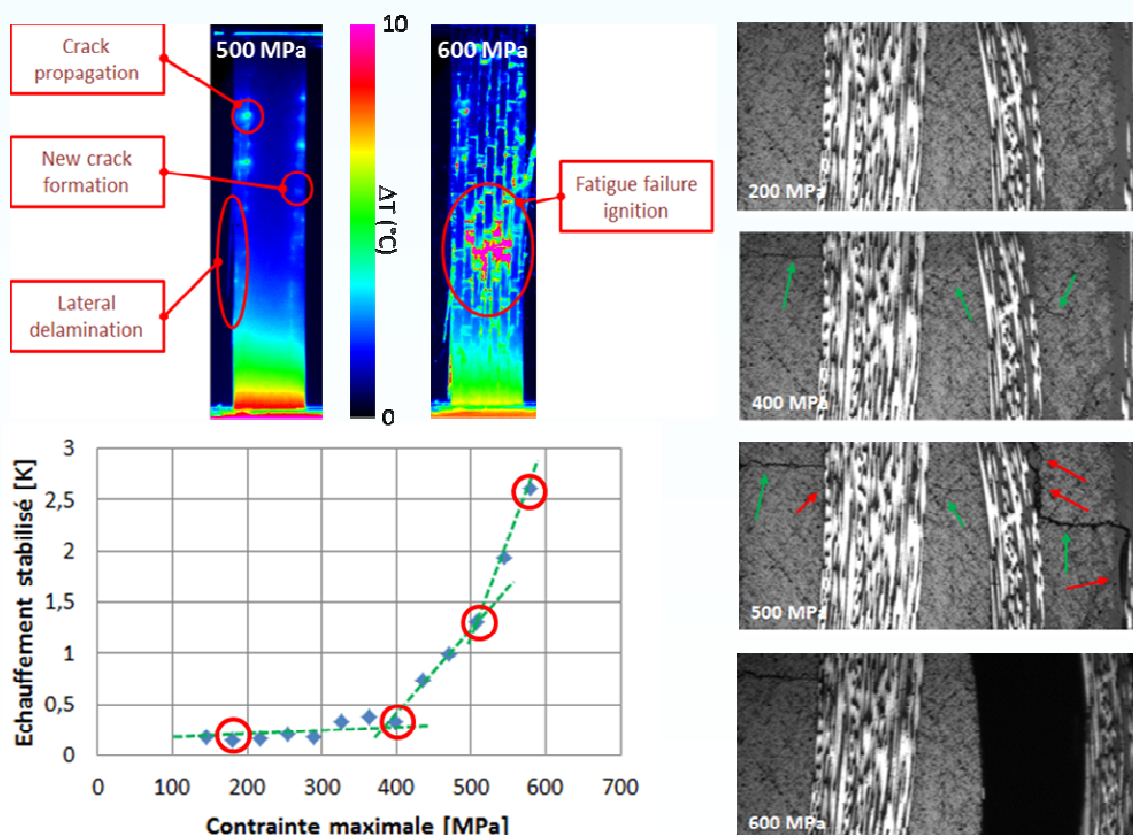 Crack
propagation
New crack
formation
Lateral
delamination
500 MPa
10
ΔT (°C)
0
600 MPa
Fatigue failure
ignition
200 MPa
400 MPa
500 MPa
600 MPa
Echauffement stabilisé [K]
3
2,5
2
1,5
1
0,5
0
0 100 200 300 400 500 600 700
Contrainte maximale [MPa]